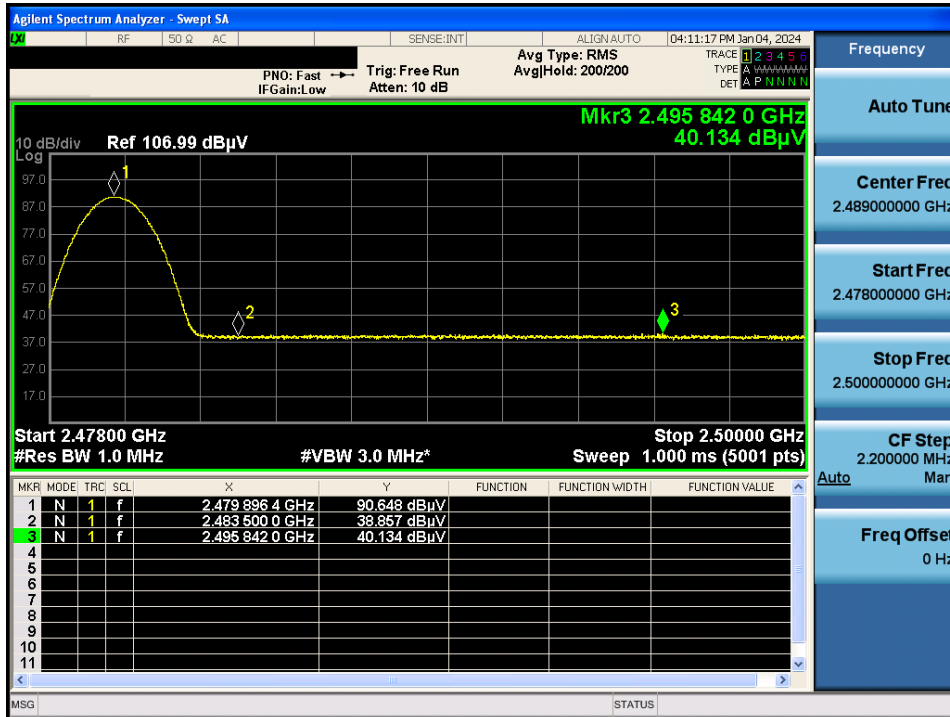 Agilent Spectrum Analyzer - Swept SA
LXI RF 50 Ω AC SENSE:INT ALIGN AUTO 04:11:17 PM Jan 04, 2024
PNO: Fast
IFGain:Low
Trig: Free Run
Atten: 10 dB
Avg Type: RMS
Avg|Hold: 200/200
TRACE 1 2 3 4 5 6
TYPE A WWWWWW
DET A P N N N N
Mkr3 2.495 842 0 GHz
40.134 dBµV
10 dB/div Ref 106.99 dBµV
Log
97.0
87.0
77.0
67.0
57.0
47.0
37.0
27.0
17.0
1
2
3
Start 2.47800 GHz Stop 2.50000 GHz
#Res BW 1.0 MHz #VBW 3.0 MHz* Sweep 1.000 ms (5001 pts)
MKR MODE TRC SCL X Y FUNCTION FUNCTION WIDTH FUNCTION VALUE
1 N 1 f 2.479 896 4 GHz 90.648 dBµV
2 N 1 f 2.483 500 0 GHz 38.857 dBµV
3 N 1 f 2.495 842 0 GHz 40.134 dBµV
4
5
6
7
8
9
10
11
MSG STATUS
Frequency
Auto Tune
Center Freq
2.489000000 GHz
Start Freq
2.478000000 GHz
Stop Freq
2.500000000 GHz
CF Step
2.200000 MHz
Auto Man
Freq Offset
0 Hz